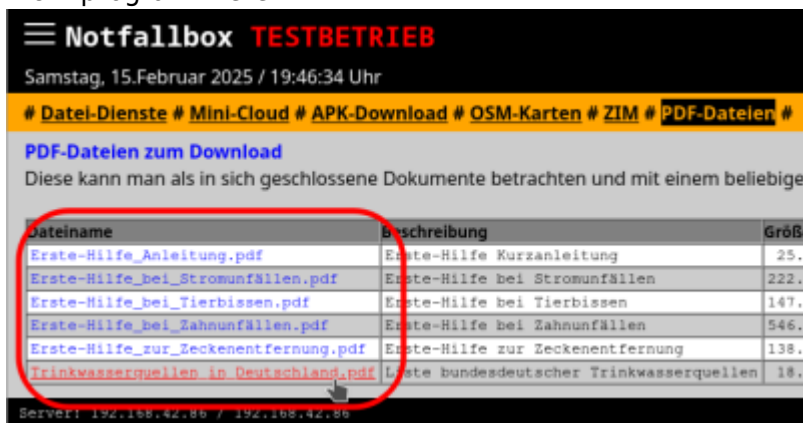 Notfallbox TESTBETRIEB
Samstag, 15.Februar 2025 / 19:46:34 Uhr
# Datei-Dienste # Mini-Cloud # APK-Download # OSM-Karten # ZIM # PDF-Dateien #
PDF-Dateien zum Download
Diese kann man als in sich geschlossene Dokumente betrachten und mit einem beliebige
Dateiname Beschreibung Größ
Erste-Hilfe_Anleitung.pdf Erste-Hilfe Kurzanleitung 25.
Erste-Hilfe_bei_Stromunfällen.pdf Erste-Hilfe bei Stromunfällen 222.
Erste-Hilfe_bei_Tierbissen.pdf Erste-Hilfe bei Tierbissen 147.
Erste-Hilfe_bei_Zahnunfällen.pdf Erste-Hilfe bei Zahnunfällen 546.
Erste-Hilfe_zur_Zeckenentfernung.pdf Erste-Hilfe zur Zeckenentfernung 138.
Trinkwasserquellen_in_Deutschland.pdf Liste bundesdeutscher Trinkwasserquellen 18.
Server: 192.168.42.86 / 192.168.42.86